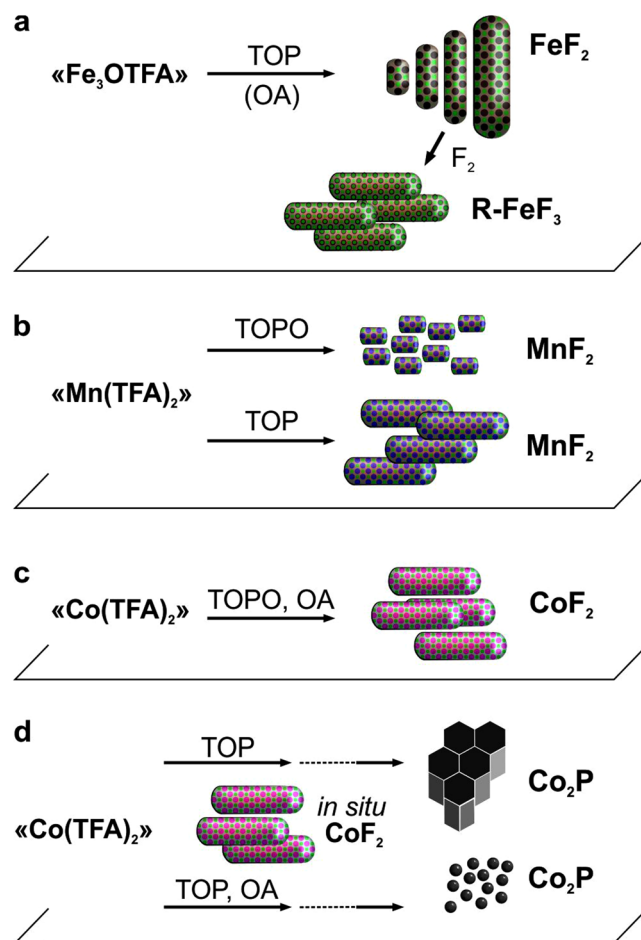 a
«Fe₃OTFA»
TOP
(OA)
FeF₂
F₂
R-FeF₃
b
«Mn(TFA)₂»
TOPO
MnF₂
TOP
MnF₂
c
«Co(TFA)₂»
TOPO, OA
CoF₂
d
TOP
«Co(TFA)₂»
in situ
CoF₂
Co₂P
TOP, OA
Co₂P